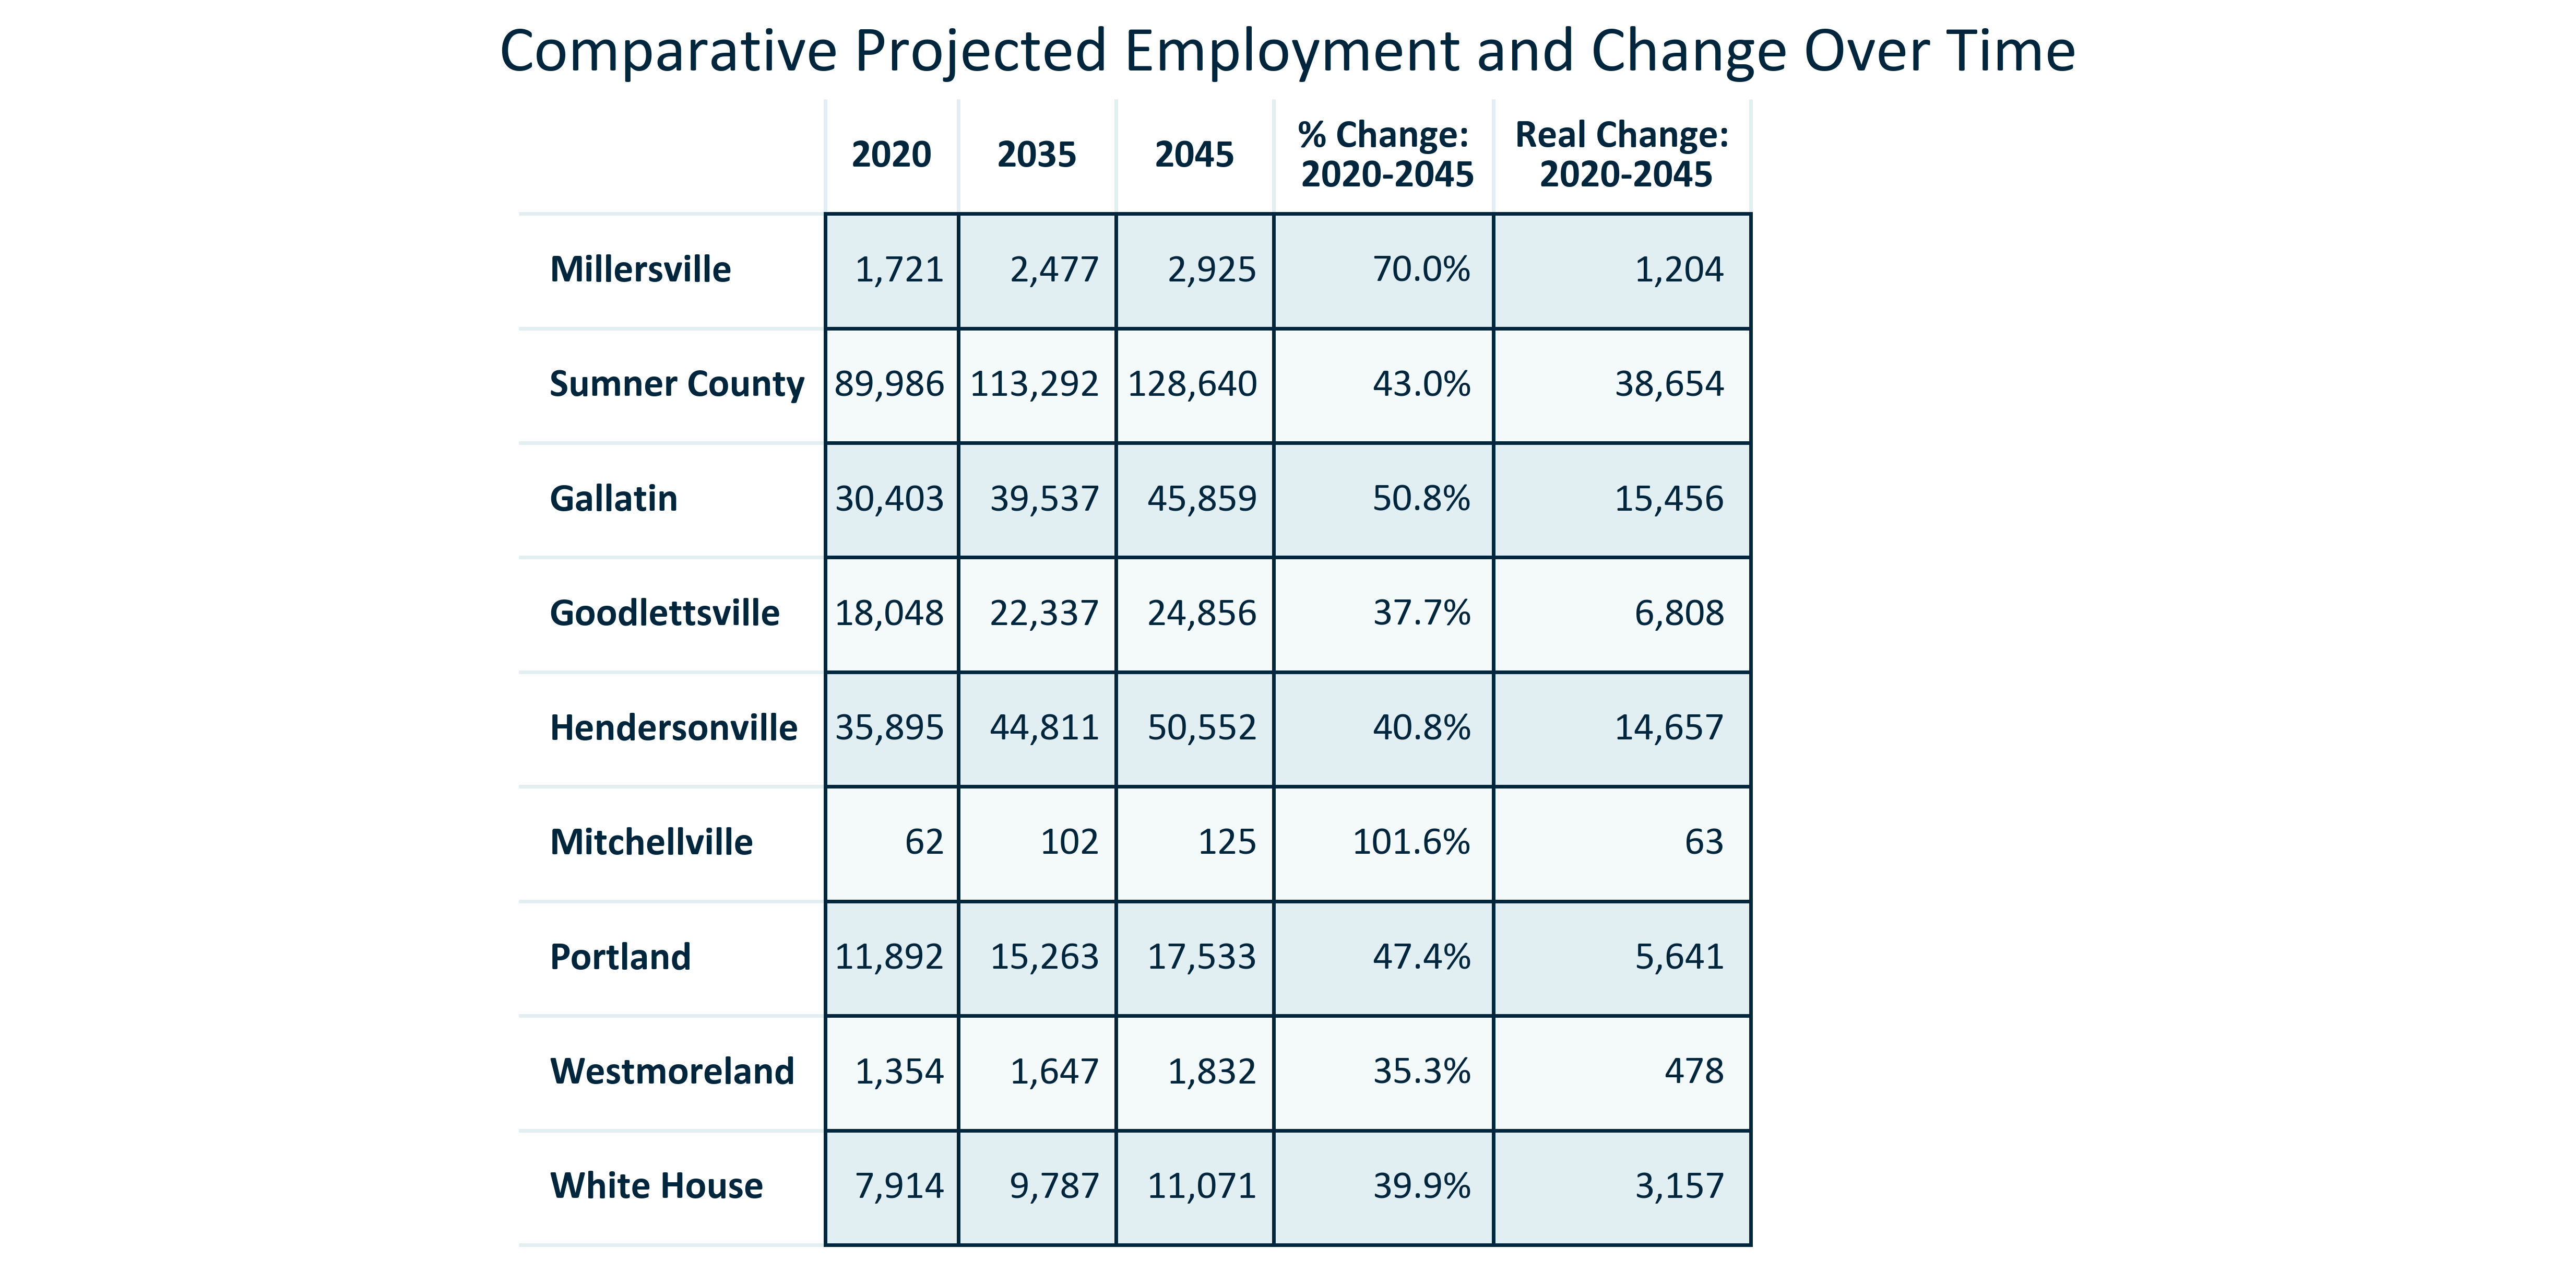 Comparative Projected Employment and Change Over Time
2020 2035 2045 % Change: 2020-2045 Real Change: 2020-2045
Millersville 1,721 2,477 2,925 70.0% 1,204
Sumner County 89,986 113,292 128,640 43.0% 38,654
Gallatin 30,403 39,537 45,859 50.8% 15,456
Goodlettsville 18,048 22,337 24,856 37.7% 6,808
Hendersonville 35,895 44,811 50,552 40.8% 14,657
Mitchellville 62 102 125 101.6% 63
Portland 11,892 15,263 17,533 47.4% 5,641
Westmoreland 1,354 1,647 1,832 35.3% 478
White House 7,914 9,787 11,071 39.9% 3,157